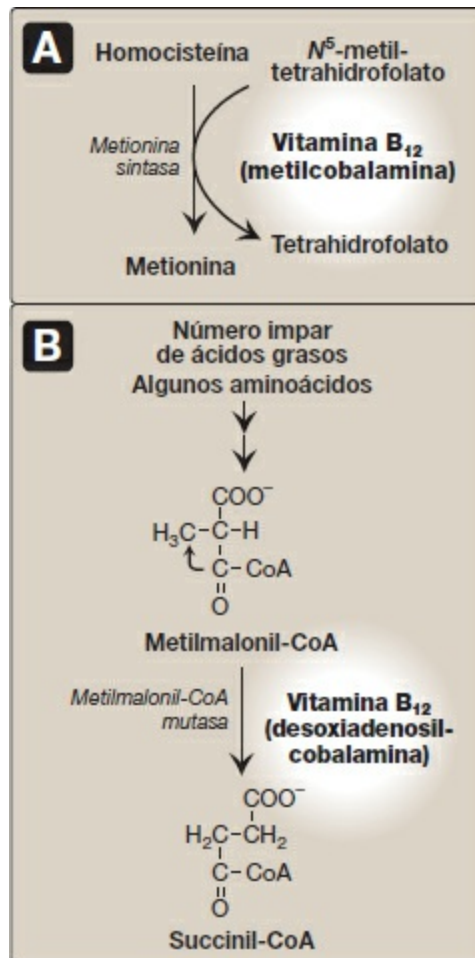 A
Homocisteína
N⁵-metil-
tetrahidrofolato
Metionina
sintasa
Vitamina B₁₂
(metilcobalamina)
Tetrahidrofolato
Metionina
B
Número impar
de ácidos grasos
Algunos aminoácidos
COO⁻
H₃C-C-H
C-CoA
O
Metilmalonil-CoA
Metilmalonil-CoA
mutasa
Vitamina B₁₂
(desoxiadenosil-
cobalamina)
COO⁻
H₂C-CH₂
C-CoA
O
Succinil-CoA